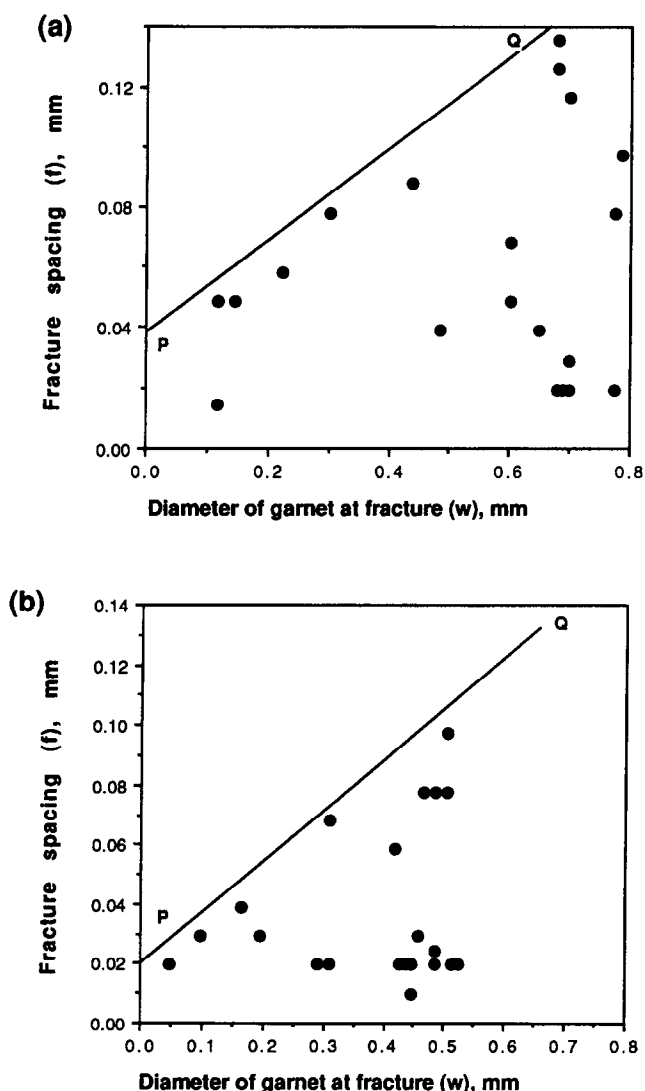 (a)
Q
0.12
0.08
0.04
0.00
P
Fracture spacing (f), mm
0.0 0.2 0.4 0.6 0.8
Diameter of garnet at fracture (w), mm
(b)
0.14
Q
0.12
0.10
0.08
0.06
0.04
0.02
0.00
P
Fracture spacing (f), mm
0.0 0.1 0.2 0.3 0.4 0.5 0.6 0.7 0.8
Diameter of garnet at fracture (w), mm